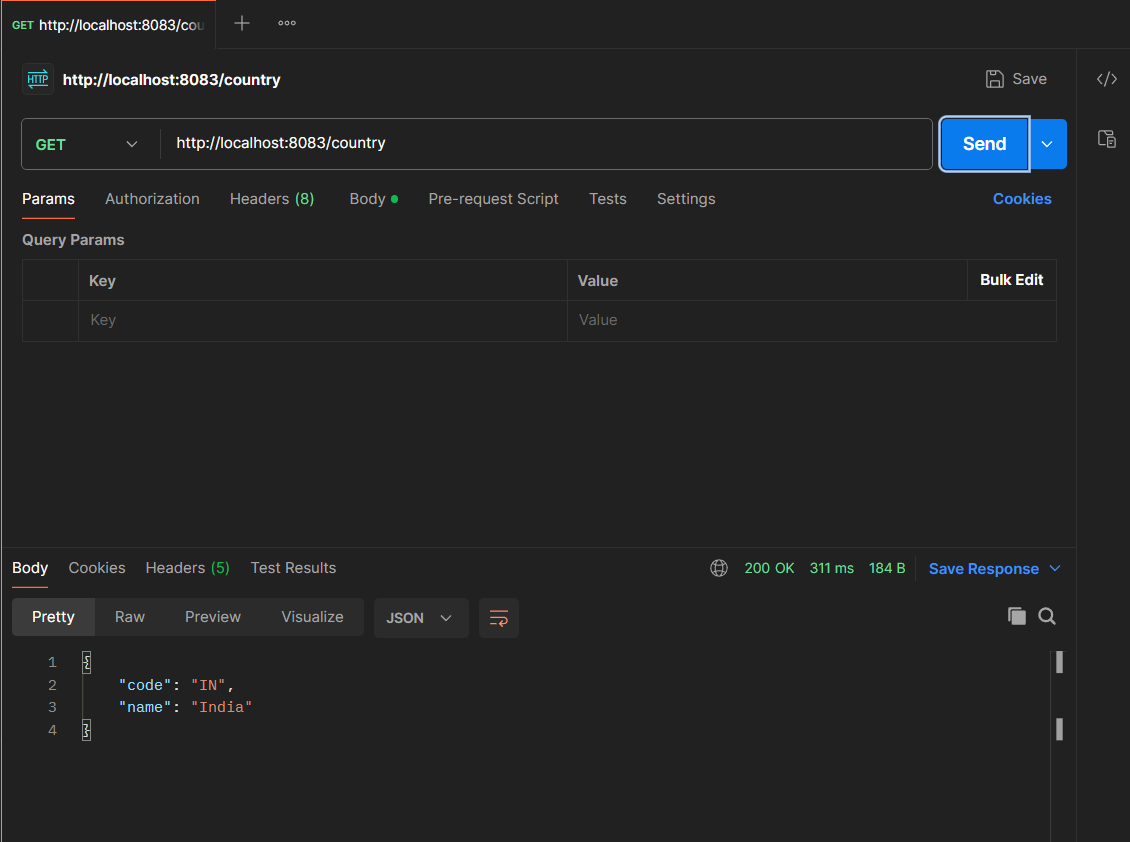 GET http://localhost:8083/cou
HTTP http://localhost:8083/country Save </>
GET http://localhost:8083/country Send
Params Authorization Headers (8) Body Pre-request Script Tests Settings Cookies
Query Params
Key Value Bulk Edit
Key Value
Body Cookies Headers (5) Test Results 200 OK 311 ms 184 B Save Response
Pretty Raw Preview Visualize JSON
1 {
2 "code": "IN",
3 "name": "India"
4 }